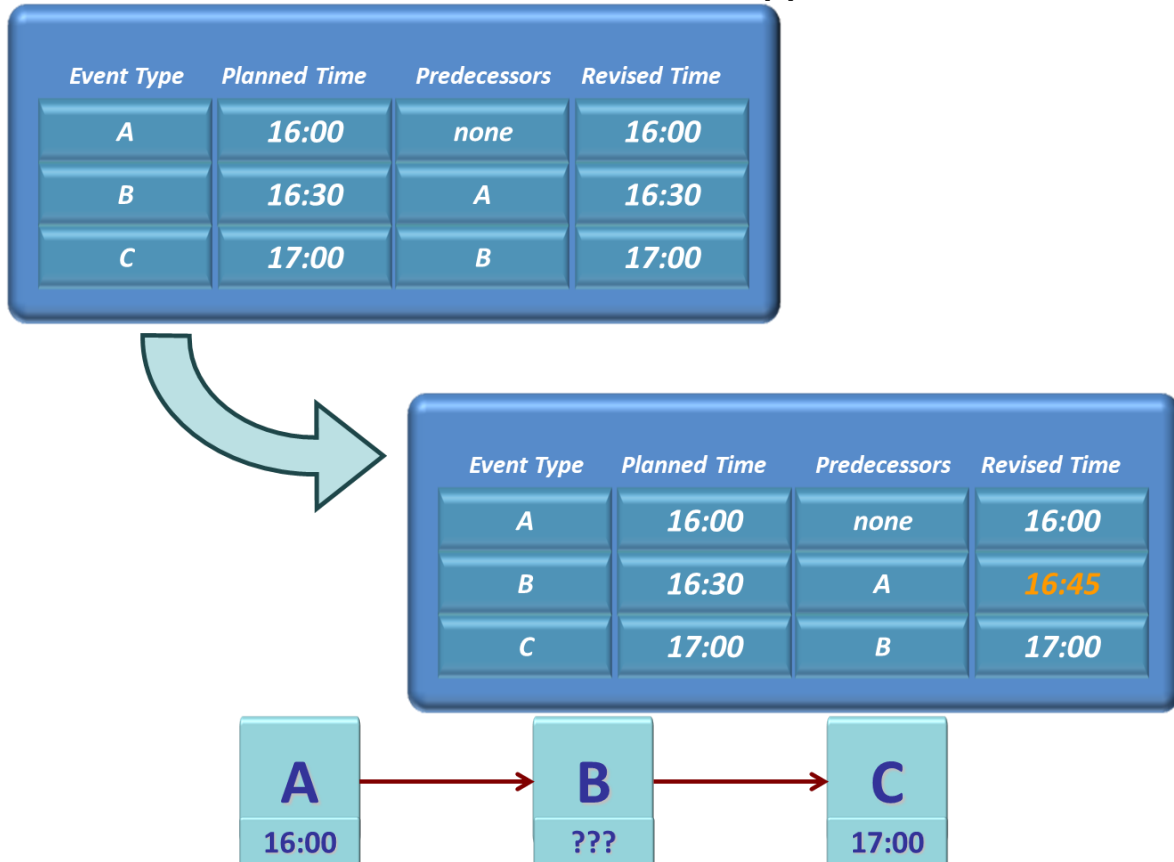 Event Type Planned Time Predecessors Revised Time
A 16:00 none 16:00
B 16:30 A 16:30
C 17:00 B 17:00
Event Type Planned Time Predecessors Revised Time
A 16:00 none 16:00
B 16:30 A 16:45
C 17:00 B 17:00
A B C
16:00 ??? 17:00